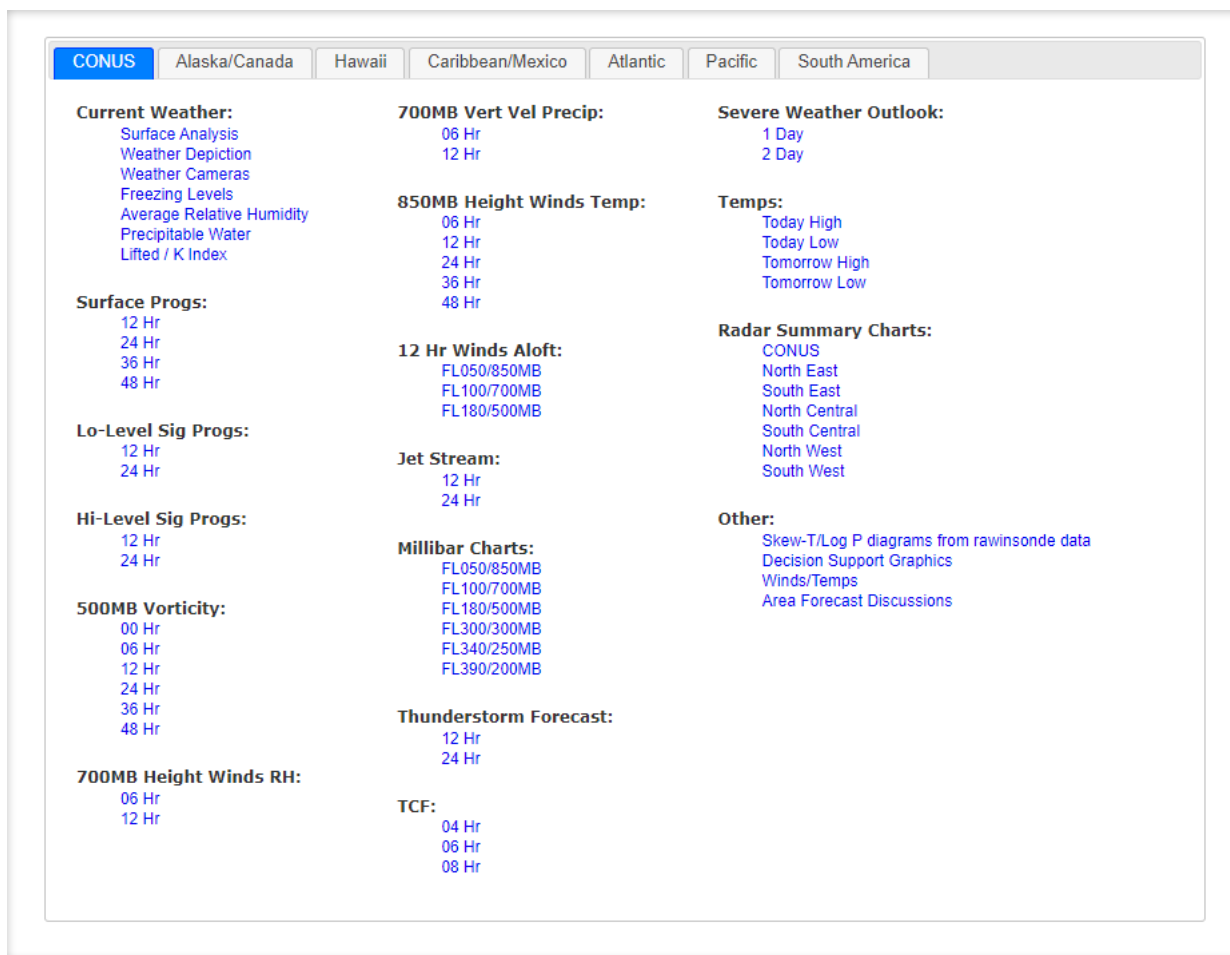 CONUS Alaska/Canada Hawaii Caribbean/Mexico Atlantic Pacific South America
Current Weather:
Surface Analysis
Weather Depiction
Weather Cameras
Freezing Levels
Average Relative Humidity
Precipitable Water
Lifted / K Index
Surface Progs:
12 Hr
24 Hr
36 Hr
48 Hr
Lo-Level Sig Progs:
12 Hr
24 Hr
Hi-Level Sig Progs:
12 Hr
24 Hr
500MB Vorticity:
00 Hr
06 Hr
12 Hr
24 Hr
36 Hr
48 Hr
700MB Height Winds RH:
06 Hr
12 Hr
700MB Vert Vel Precip:
06 Hr
12 Hr
850MB Height Winds Temp:
06 Hr
12 Hr
24 Hr
36 Hr
48 Hr
12 Hr Winds Aloft:
FL050/850MB
FL100/700MB
FL180/500MB
Jet Stream:
12 Hr
24 Hr
Millibar Charts:
FL050/850MB
FL100/700MB
FL180/500MB
FL300/300MB
FL340/250MB
FL390/200MB
Thunderstorm Forecast:
12 Hr
24 Hr
TCF:
04 Hr
06 Hr
08 Hr
Severe Weather Outlook:
1 Day
2 Day
Temps:
Today High
Today Low
Tomorrow High
Tomorrow Low
Radar Summary Charts:
CONUS
North East
South East
North Central
South Central
North West
South West
Other:
Skew-T/Log P diagrams from rawinsonde data
Decision Support Graphics
Winds/Temps
Area Forecast Discussions